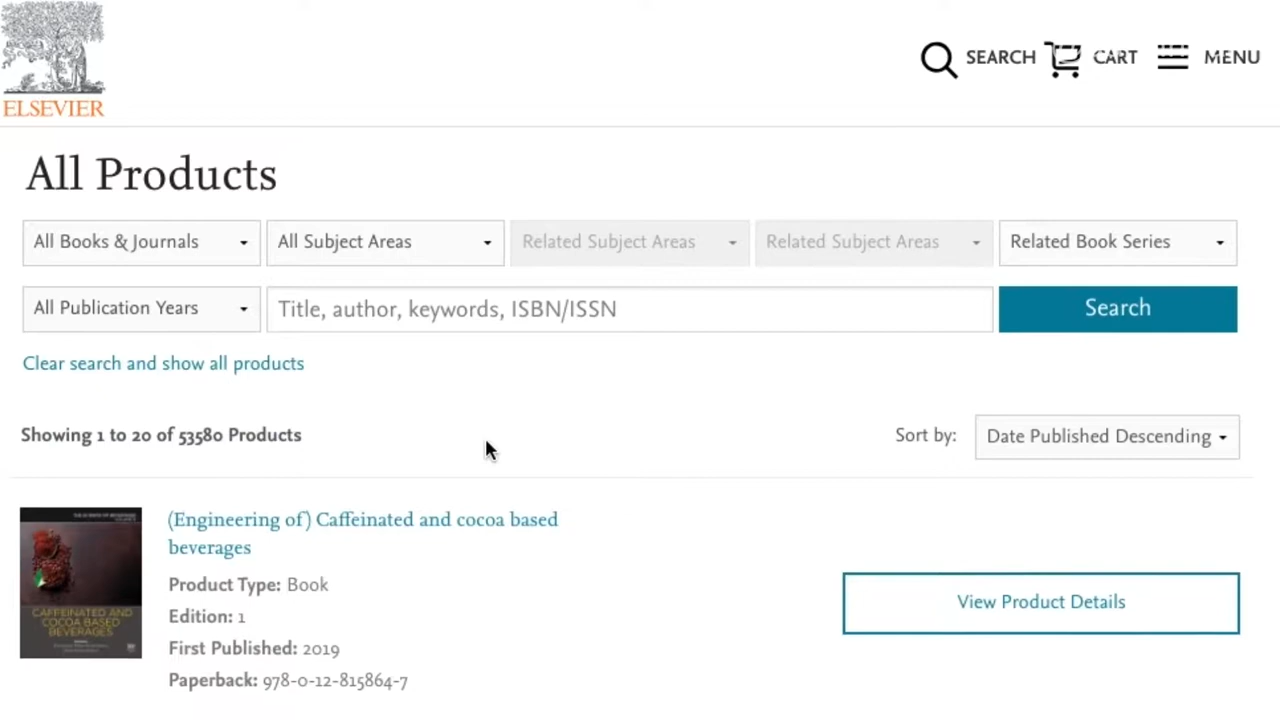 ELSEVIER
SEARCH CART MENU
All Products
All Books & Journals All Subject Areas Related Subject Areas Related Subject Areas Related Book Series
All Publication Years Title, author, keywords, ISBN/ISSN Search
Clear search and show all products
Showing 1 to 20 of 53580 Products Sort by: Date Published Descending
(Engineering of) Caffeinated and cocoa based
beverages
Product Type: Book
Edition: 1
First Published: 2019
Paperback: 978-0-12-815864-7
View Product Details
CAFFEINATED AND
COCOA BASED
BEVERAGES